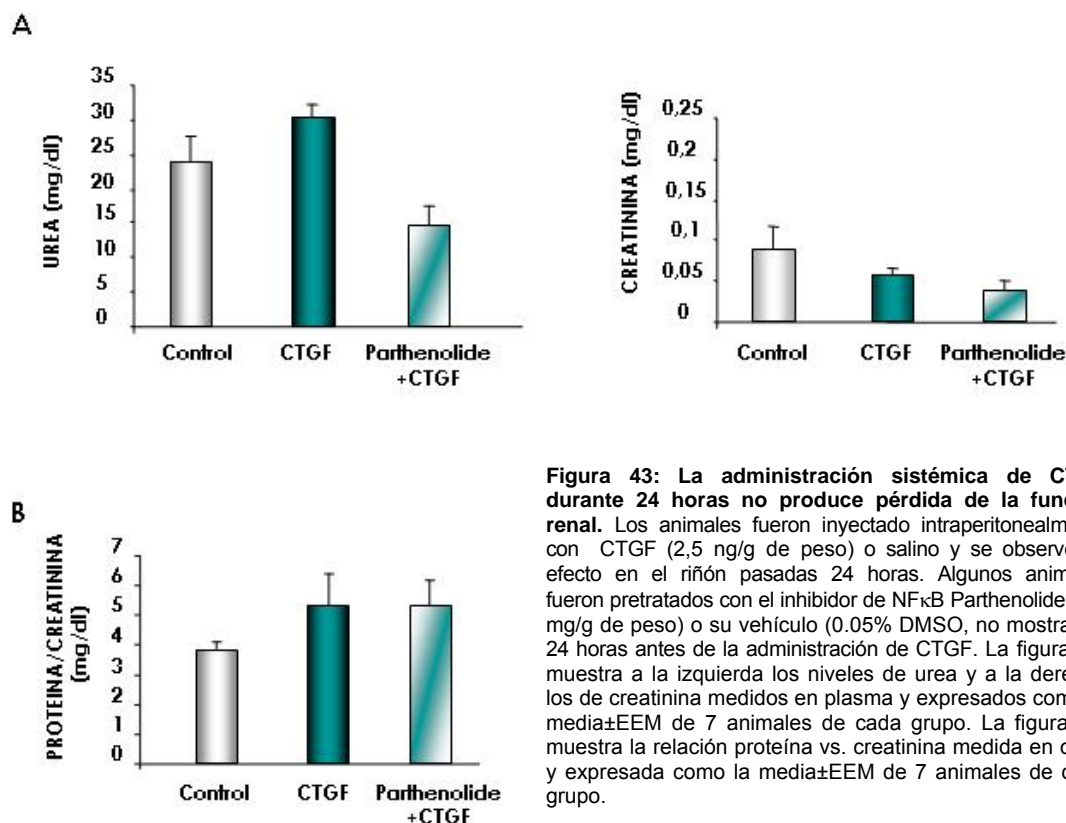 A
35
30
25
20
15
10
5
0
UREA (mg/dl)
Control
CTGF
Parthenolide
+CTGF
0,25
0,2
0,15
0,1
0,05
0
CREATININA (mg/dl)
Control
CTGF
Parthenolide
+CTGF
B
7
6
5
4
3
2
1
0
PROTEINA/CREATININA
(mg/dl)
Control
CTGF
Parthenolide
+CTGF
Figura 43: La administración sistémica de
durante 24 horas no produce pérdida de la
renal. Los animales fueron inyectado
con CTGF (2,5 ng/g de peso) o salino y se
efecto en el riñón pasadas 24 horas. Algunos
fueron pretratados con el inhibidor de NFκB Parthenolide
mg/g de peso) o su vehículo (0.05% DMSO, no
24 horas antes de la administración de CTGF. La figura
muestra a la izquierda los niveles de urea y a la
los de creatinina medidos en plasma y expresados
media±EEM de 7 animales de cada grupo. La figura
muestra la relación proteína vs. creatinina medida en
y expresada como la media±EEM de 7 animales de
grupo.